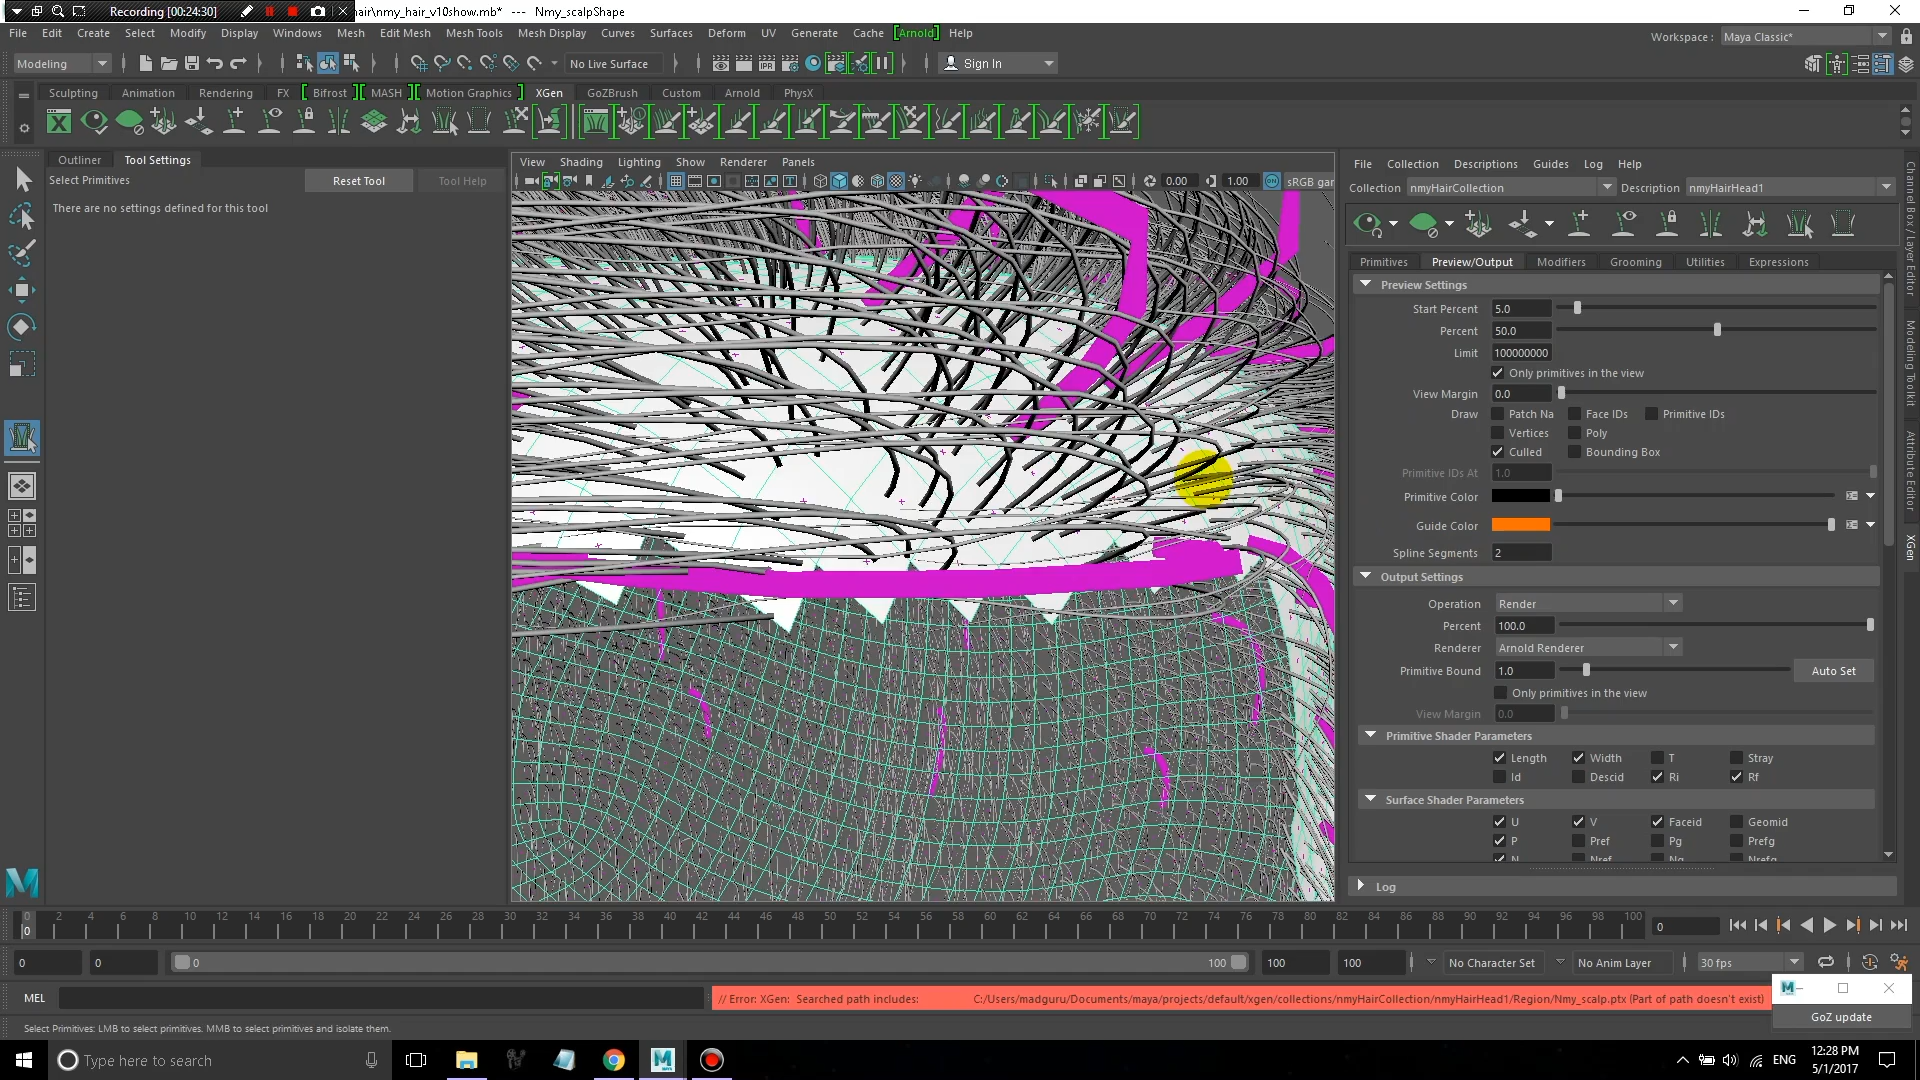 Recording [00:24:30]
hair\nmy_hair_v10show.mb* --- Nmy_scalpShape
File Edit Create Select Modify Display Windows Mesh Edit Mesh Mesh Tools Mesh Display Curves Surfaces Deform UV Generate Cache [Arnold] Help
Workspace : Maya Classic*
Modeling No Live Surface Sign In
Sculpting Animation Rendering FX Bifrost MASH Motion Graphics XGen GoZBrush Custom Arnold PhysX
Outliner Tool Settings
Select Primitives Reset Tool Tool Help
There are no settings defined for this tool
View Shading Lighting Show Renderer Panels
0.00 1.00 sRGB gar
File Collection Descriptions Guides Log Help
Collection nmyHairCollection Description nmyHairHead1
Primitives Preview/Output Modifiers Grooming Utilities Expressions
Preview Settings
Start Percent 5.0
Percent 50.0
Limit 100000000
Only primitives in the view
View Margin 0.0
Draw Patch Na Face IDs Primitive IDs
Vertices Poly
Culled Bounding Box
Primitive IDs At 1.0
Primitive Color
Guide Color
Spline Segments 2
Output Settings
Operation Render
Percent 100.0
Renderer Arnold Renderer
Primitive Bound 1.0 Auto Set
Only primitives in the view
View Margin 0.0
Primitive Shader Parameters
Length Width T Stray
Id Descid Ri Rf
Surface Shader Parameters
U V Faceid Geomid
P Pref Pg Prefg
N Nref Ng Nrefg
Log
Channel Box / Layer Editor
Modeling Toolkit
Attribute Editor
XGen
0 2 4 6 8 10 12 14 16 18 20 22 24 26 28 30 32 34 36 38 40 42 44 46 48 50 52 54 56 58 60 62 64 66 68 70 72 74 76 78 80 82 84 86 88 90 92 94 96 98 100
0 0
0 0 0 100 100 100 No Character Set No Anim Layer 30 fps
MEL // Error: XGen: Searched path includes: C:/Users/madguru/Documents/maya/projects/default/xgen/collections/nmyHairCollection/nmyHairHead1/Region/Nmy_scalp.ptx (Part of path doesn't exist)
GoZ update
Select Primitives: LMB to select primitives. MMB to select primitives and isolate them.
Type here to search
ENG
12:28 PM
5/1/2017